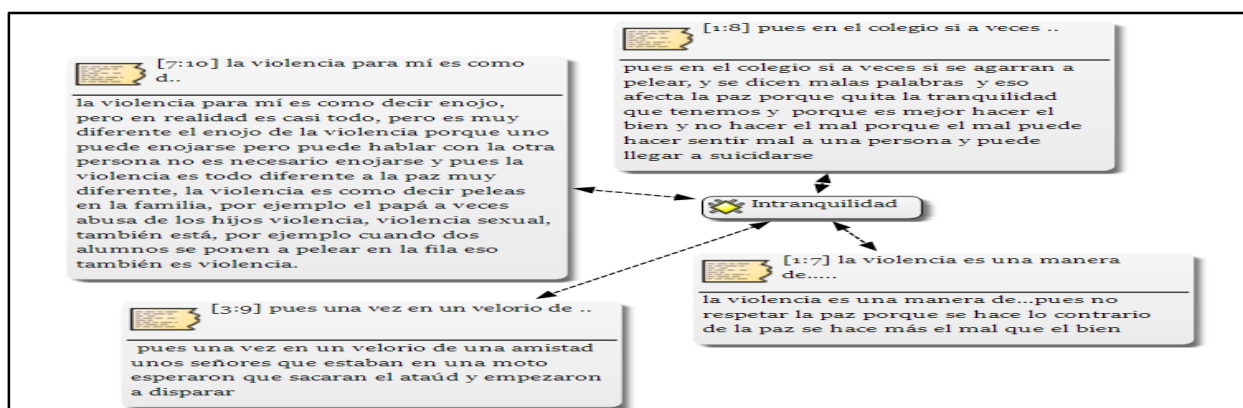 [7:10] la violencia para mí es como
d..
la violencia para mí es como decir enojo,
pero en realidad es casi todo, pero es muy
diferente el enojo de la violencia porque uno
puede enojarse pero puede hablar con la otra
persona no es necesario enojarse y pues la
violencia es todo diferente a la paz muy
diferente, la violencia es como decir peleas
en la familia, por ejemplo el papá a veces
abusa de los hijos violencia, violencia sexual,
también está, por ejemplo cuando dos
alumnos se ponen a pelear en la fila eso
también es violencia.
[1:8] pues en el colegio si a veces ..
pues en el colegio si a veces si se agarran a
pelear, y se dicen malas palabras y eso
afecta la paz porque quita la tranquilidad
que tenemos y porque es mejor hacer el
bien y no hacer el mal porque el mal puede
hacer sentir mal a una persona y puede
llegar a suicidarse
Intranquilidad
[1:7] la violencia es una manera
de.....
la violencia es una manera de...pues no
respetar la paz porque se hace lo contrario
de la paz se hace más el mal que el bien
[3:9] pues una vez en un velorio de ..
pues una vez en un velorio de una amistad
unos señores que estaban en una moto
esperaron que sacaran el ataúd y empezaron
a disparar